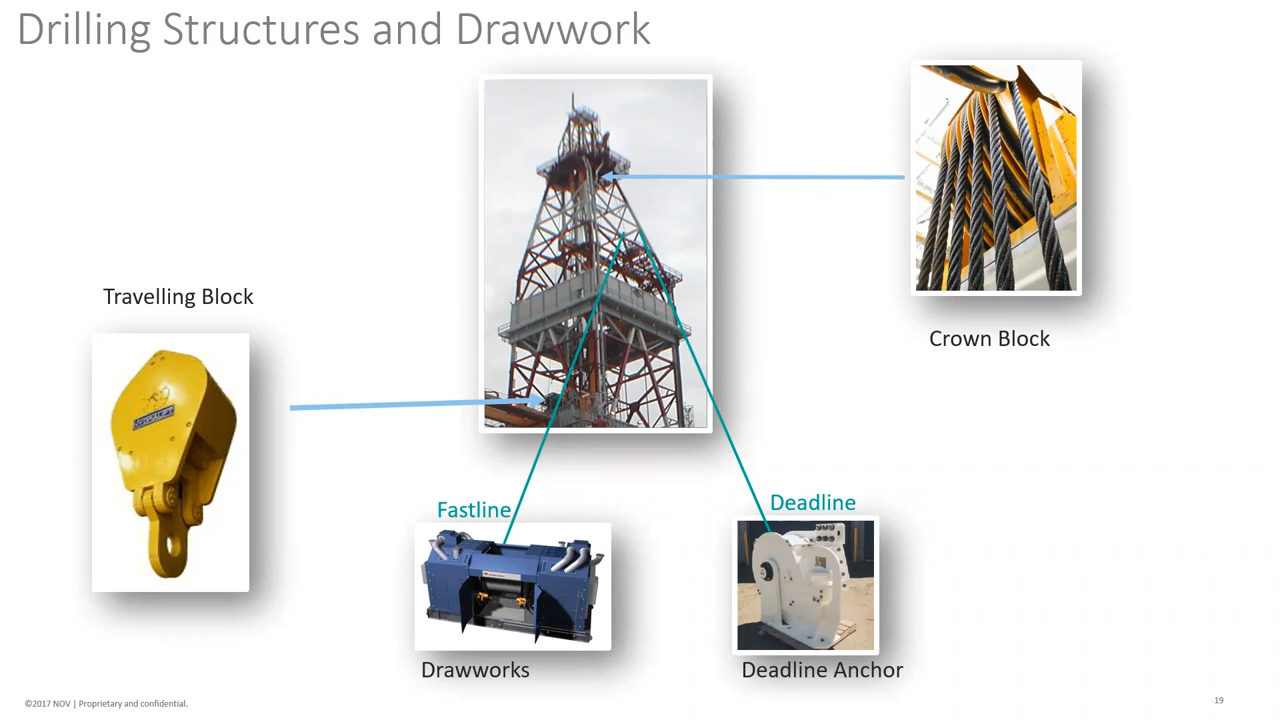 Drilling Structures and Drawwork
Travelling Block
Crown Block
Fastline
Deadline
Drawworks
Deadline Anchor
©2017 NOV | Proprietary and confidential.
19